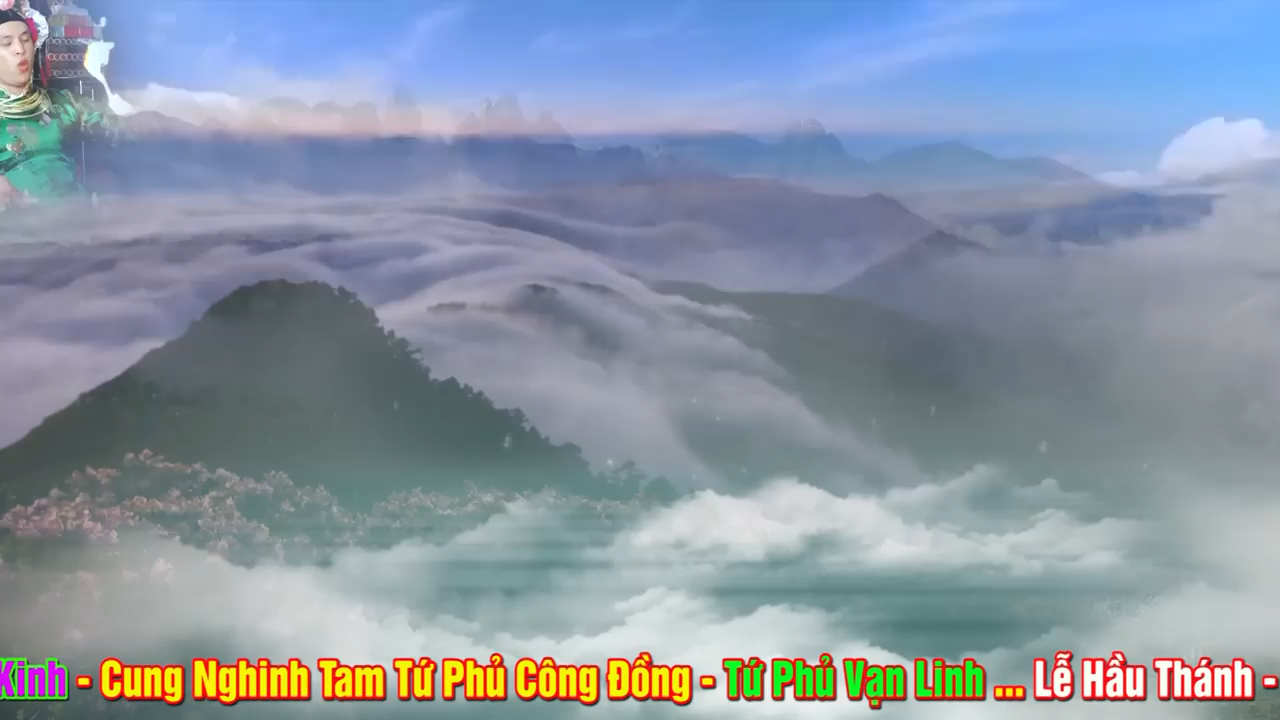 Kinh - Cung Nghinh Tam Tứ Phủ Công Đồng - Tứ Phủ Vạn Linh ... Lễ Hầu Thánh -